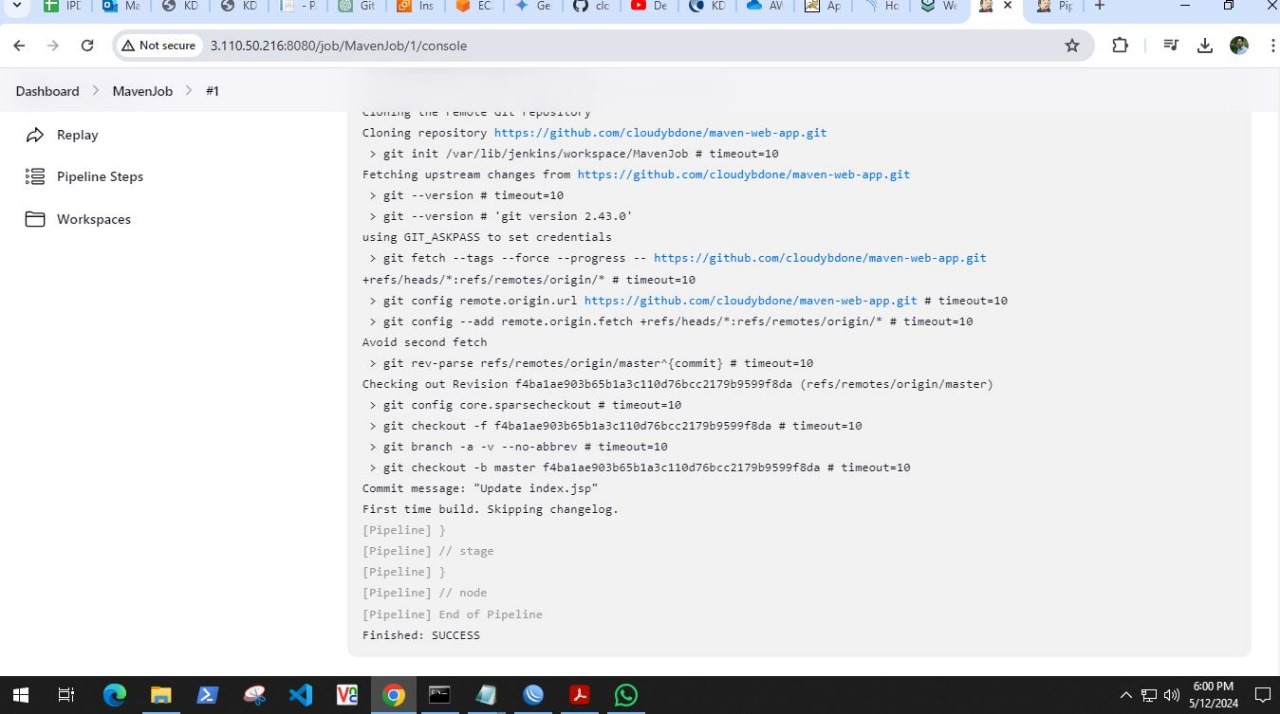 IPD
Ma
KD
KD
- P
Git
Ins
EC
Ge
clo
De
KD
AV
Ap
Ho
We
Pip
Not secure
3.110.50.216:8080/job/MavenJob/1/console
Dashboard > MavenJob > #1
Replay
Pipeline Steps
Workspaces
Cloning the remote Git repository
Cloning repository https://github.com/cloudybdone/maven-web-app.git
> git init /var/lib/jenkins/workspace/MavenJob # timeout=10
Fetching upstream changes from https://github.com/cloudybdone/maven-web-app.git
> git --version # timeout=10
> git --version # 'git version 2.43.0'
using GIT_ASKPASS to set credentials
> git fetch --tags --force --progress -- https://github.com/cloudybdone/maven-web-app.git
+refs/heads/*:refs/remotes/origin/* # timeout=10
> git config remote.origin.url https://github.com/cloudybdone/maven-web-app.git # timeout=10
> git config --add remote.origin.fetch +refs/heads/*:refs/remotes/origin/* # timeout=10
Avoid second fetch
> git rev-parse refs/remotes/origin/master^{commit} # timeout=10
Checking out Revision f4ba1ae903b65b1a3c110d76bcc2179b9599f8da (refs/remotes/origin/master)
> git config core.sparsecheckout # timeout=10
> git checkout -f f4ba1ae903b65b1a3c110d76bcc2179b9599f8da # timeout=10
> git branch -a -v --no-abbrev # timeout=10
> git checkout -b master f4ba1ae903b65b1a3c110d76bcc2179b9599f8da # timeout=10
Commit message: "Update index.jsp"
First time build. Skipping changelog.
[Pipeline] }
[Pipeline] // stage
[Pipeline] }
[Pipeline] // node
[Pipeline] End of Pipeline
Finished: SUCCESS
6:00 PM
5/12/2024